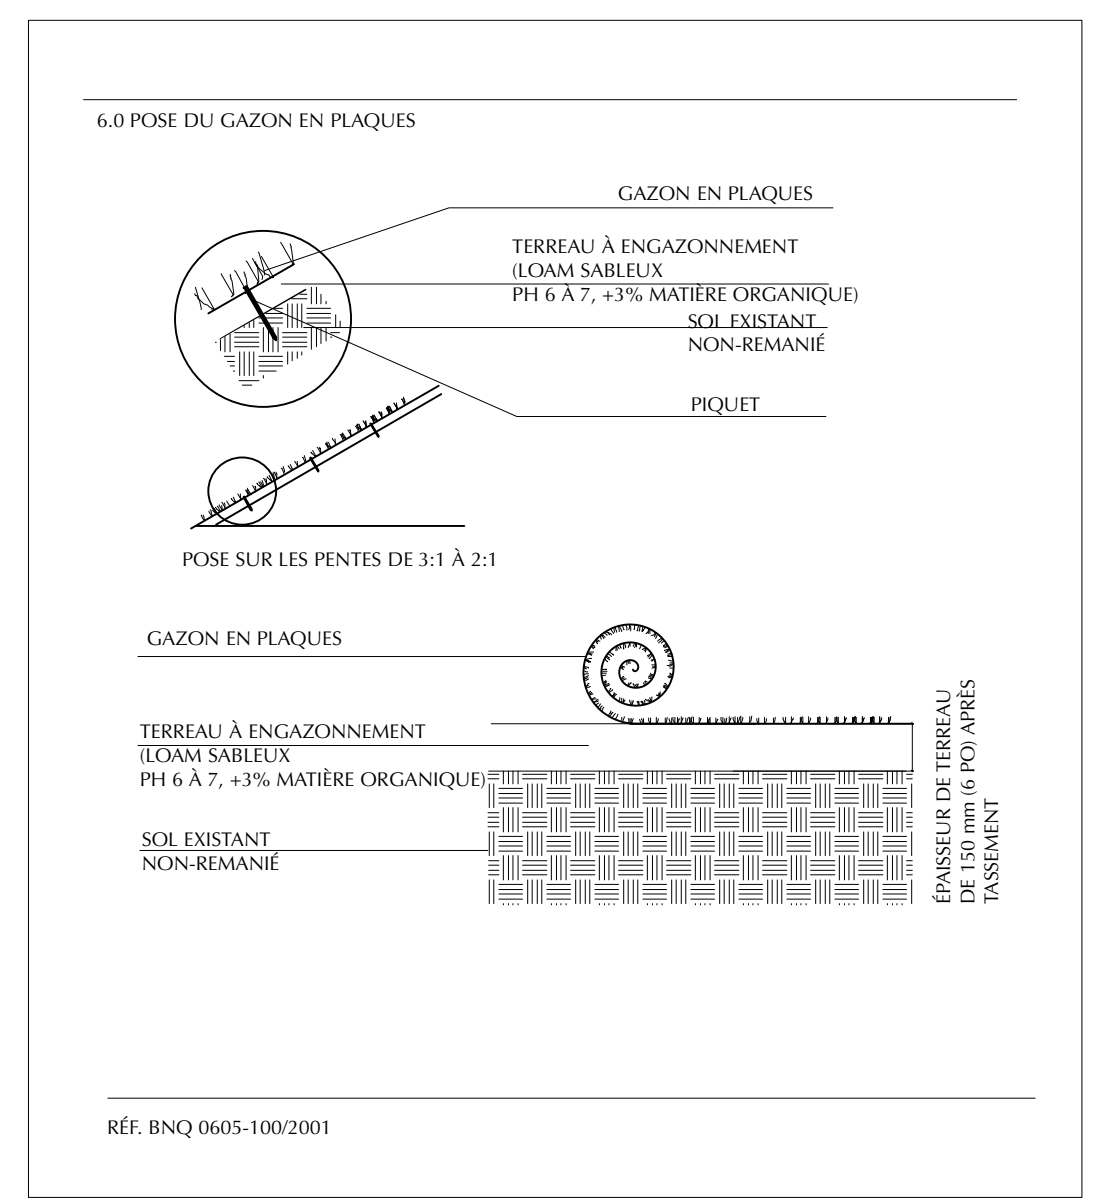 6.0 POSE DU GAZON EN PLAQUES
GAZON EN PLAQUES
TERREAU À ENGAZONNEMENT
(LOAM SABLEUX
PH 6 À 7, +3% MATIÈRE ORGANIQUE)
SOL EXISTANT
NON-REMANIÉ
PIQUET
POSE SUR LES PENTES DE 3:1 À 2:1
GAZON EN PLAQUES
TERREAU À ENGAZONNEMENT
(LOAM SABLEUX
PH 6 À 7, +3% MATIÈRE ORGANIQUE)
SOL EXISTANT
NON-REMANIÉ
ÉPAISSEUR DE TERREAU
DE 150 mm (6 PO) APRÈS
TASSEMENT
RÉF. BNQ 0605-100/2001